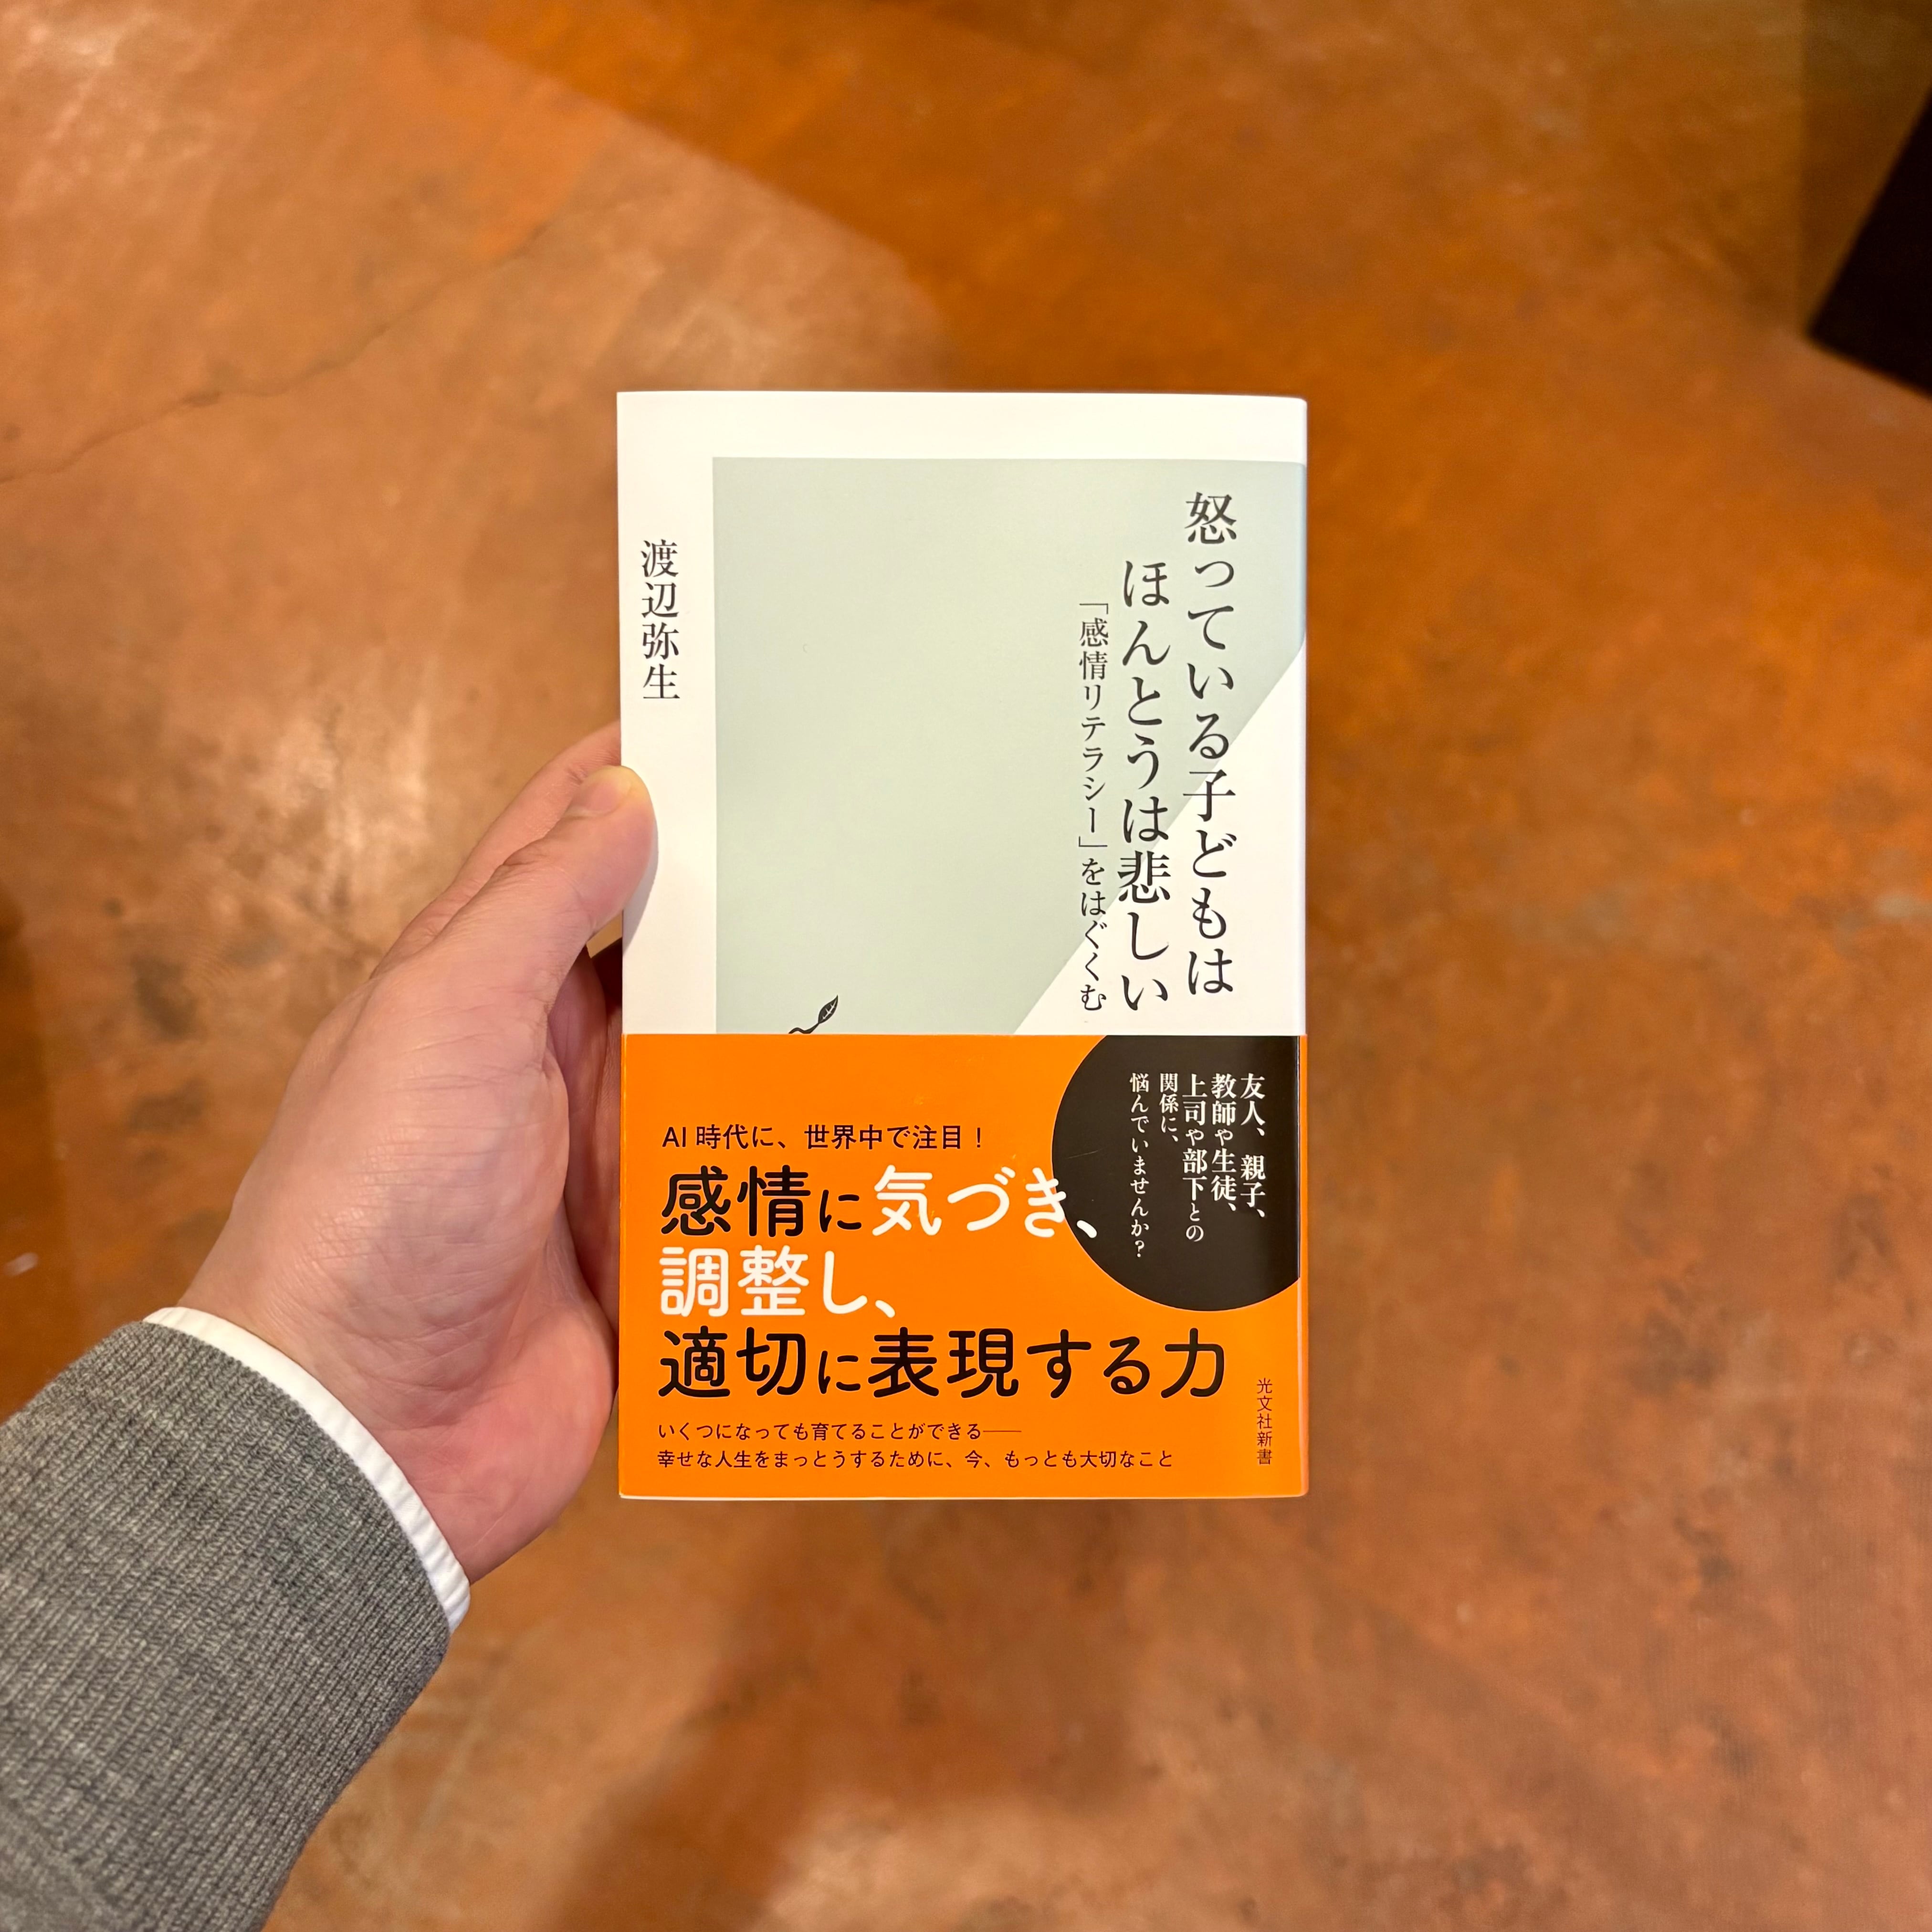 怒っている子どもは
ほんとうは悲しい
「感情リテラシー」をはぐくむ
渡辺弥生
友人、親子、
教師や生徒、
上司や部下との
関係に、
悩んでいませんか？
AI 時代に、世界中で注目！
感情に気づき、
調整し、
適切に表現する力
いくつになっても育てることができる――
幸せな人生をまっとうするために、今、もっとも大切なこと
光文社新書